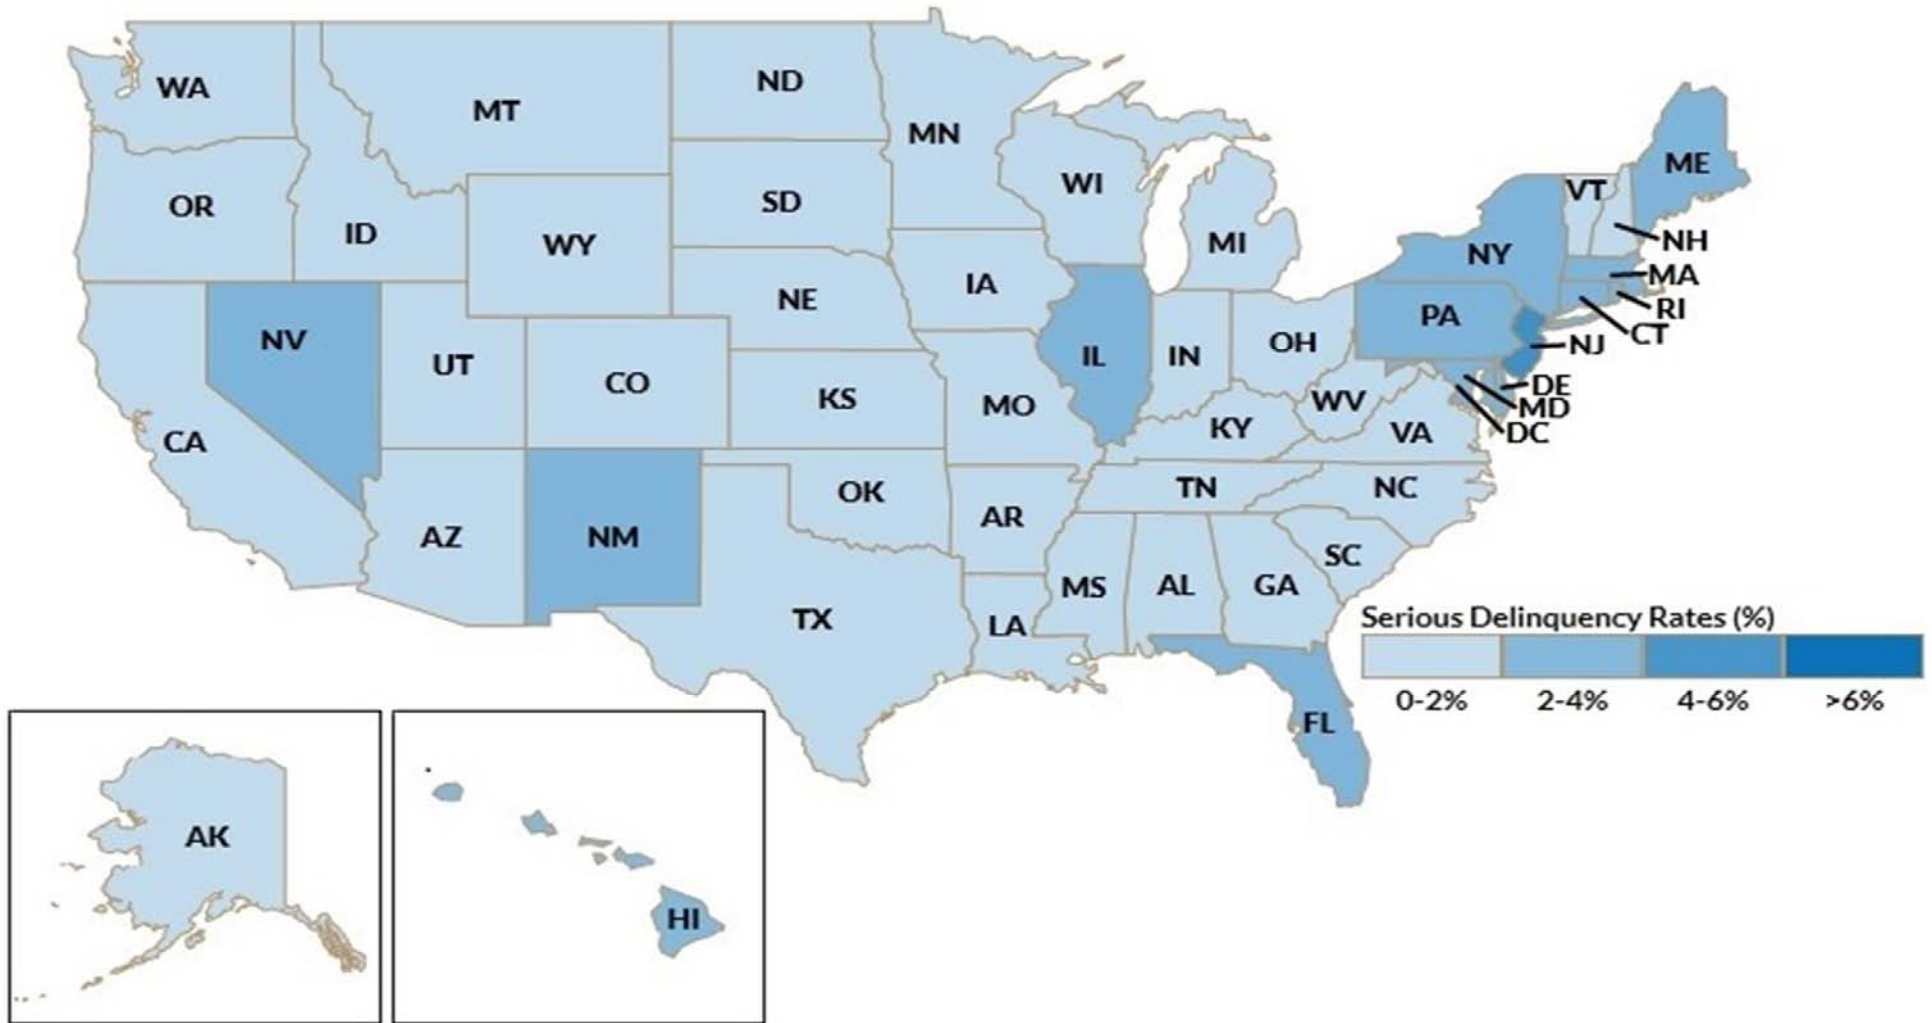 WA
MT
ND
MN
OR
ID
WY
SD
WI
MI
VT
ME
NY
NH
MA
RI
CT
NV
UT
CO
NE
IA
IL
IN
OH
PA
NJ
DE
MD
DC
CA
KS
MO
KY
WV
VA
AZ
NM
OK
AR
TN
NC
TX
LA
MS
AL
GA
SC
FL
Serious Delinquency Rates (%)
0-2% 2-4% 4-6% >6%
AK
HI